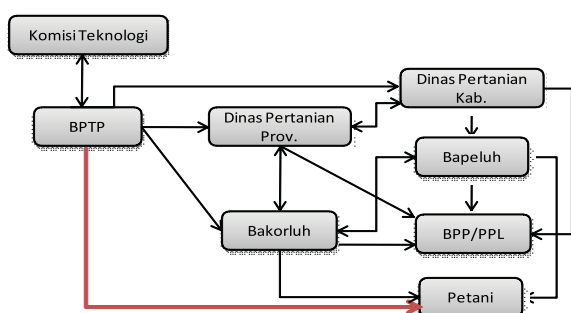 Komisi Teknologi
Dinas Pertanian
Kab.
BPTP
Dinas Pertanian
Prov.
Bapeluh
Bakorluh
BPP/PPL
Petani